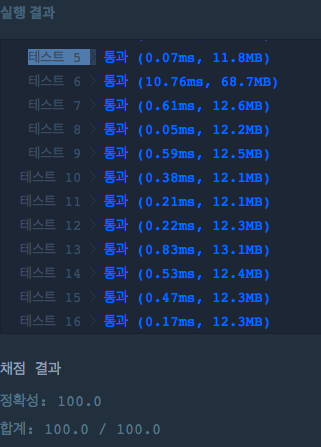 실행 결과
테스트 5 > 통과 (0.07ms, 11.8MB)
테스트 6 > 통과 (10.76ms, 68.7MB)
테스트 7 > 통과 (0.61ms, 12.6MB)
테스트 8 > 통과 (0.05ms, 12.2MB)
테스트 9 > 통과 (0.59ms, 12.5MB)
테스트 10 > 통과 (0.38ms, 12.1MB)
테스트 11 > 통과 (0.21ms, 12.1MB)
테스트 12 > 통과 (0.22ms, 12.3MB)
테스트 13 > 통과 (0.83ms, 13.1MB)
테스트 14 > 통과 (0.53ms, 12.4MB)
테스트 15 > 통과 (0.47ms, 12.3MB)
테스트 16 > 통과 (0.17ms, 12.3MB)
채점 결과
정확성: 100.0
합계: 100.0 / 100.0